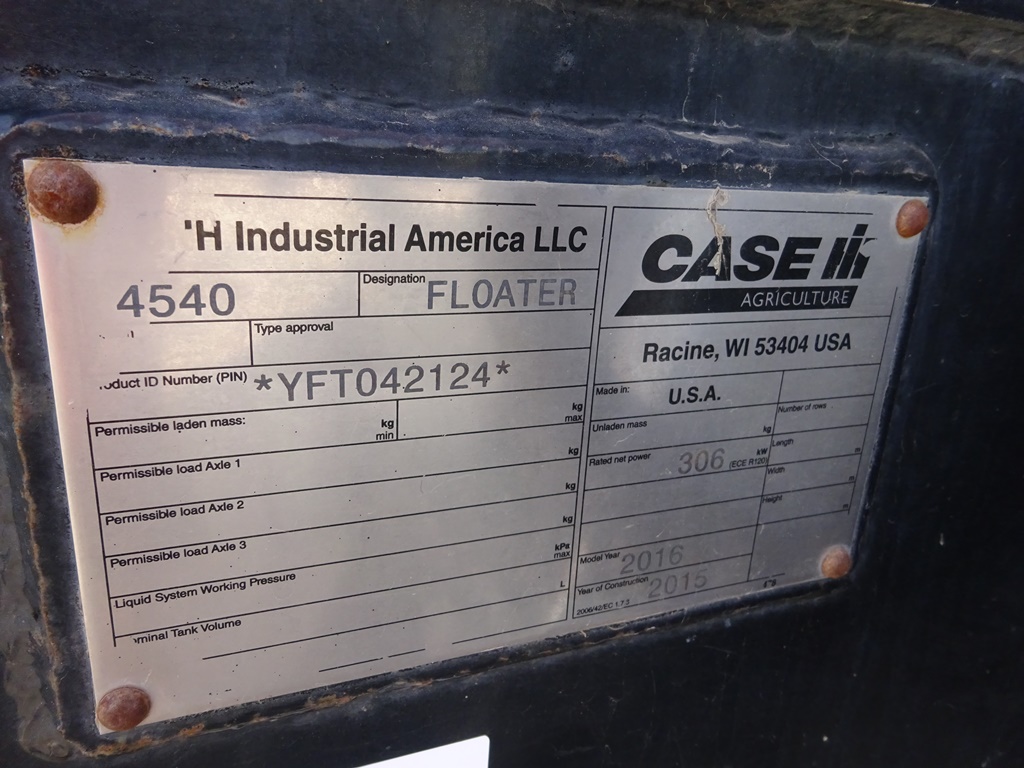 'H Industrial America LLC
4540
Designation FLOATER
Type approval
oduct ID Number (PIN) *YFT042124*
Permissible laden mass: kg min kg max
Permissible load Axle 1 kg
Permissible load Axle 2 kg
Permissible load Axle 3 kg
Liquid System Working Pressure kPa max
minal Tank Volume L
CASE IH
AGRICULTURE
Racine, WI 53404 USA
Made in: U.S.A.
Unladen mass kg
Number of rows
Rated net power 306 kW (ECE R120)
Length m
Width m
Height m
Model Year 2016
Year of Construction 2015
2006/42/EC 1.7.3